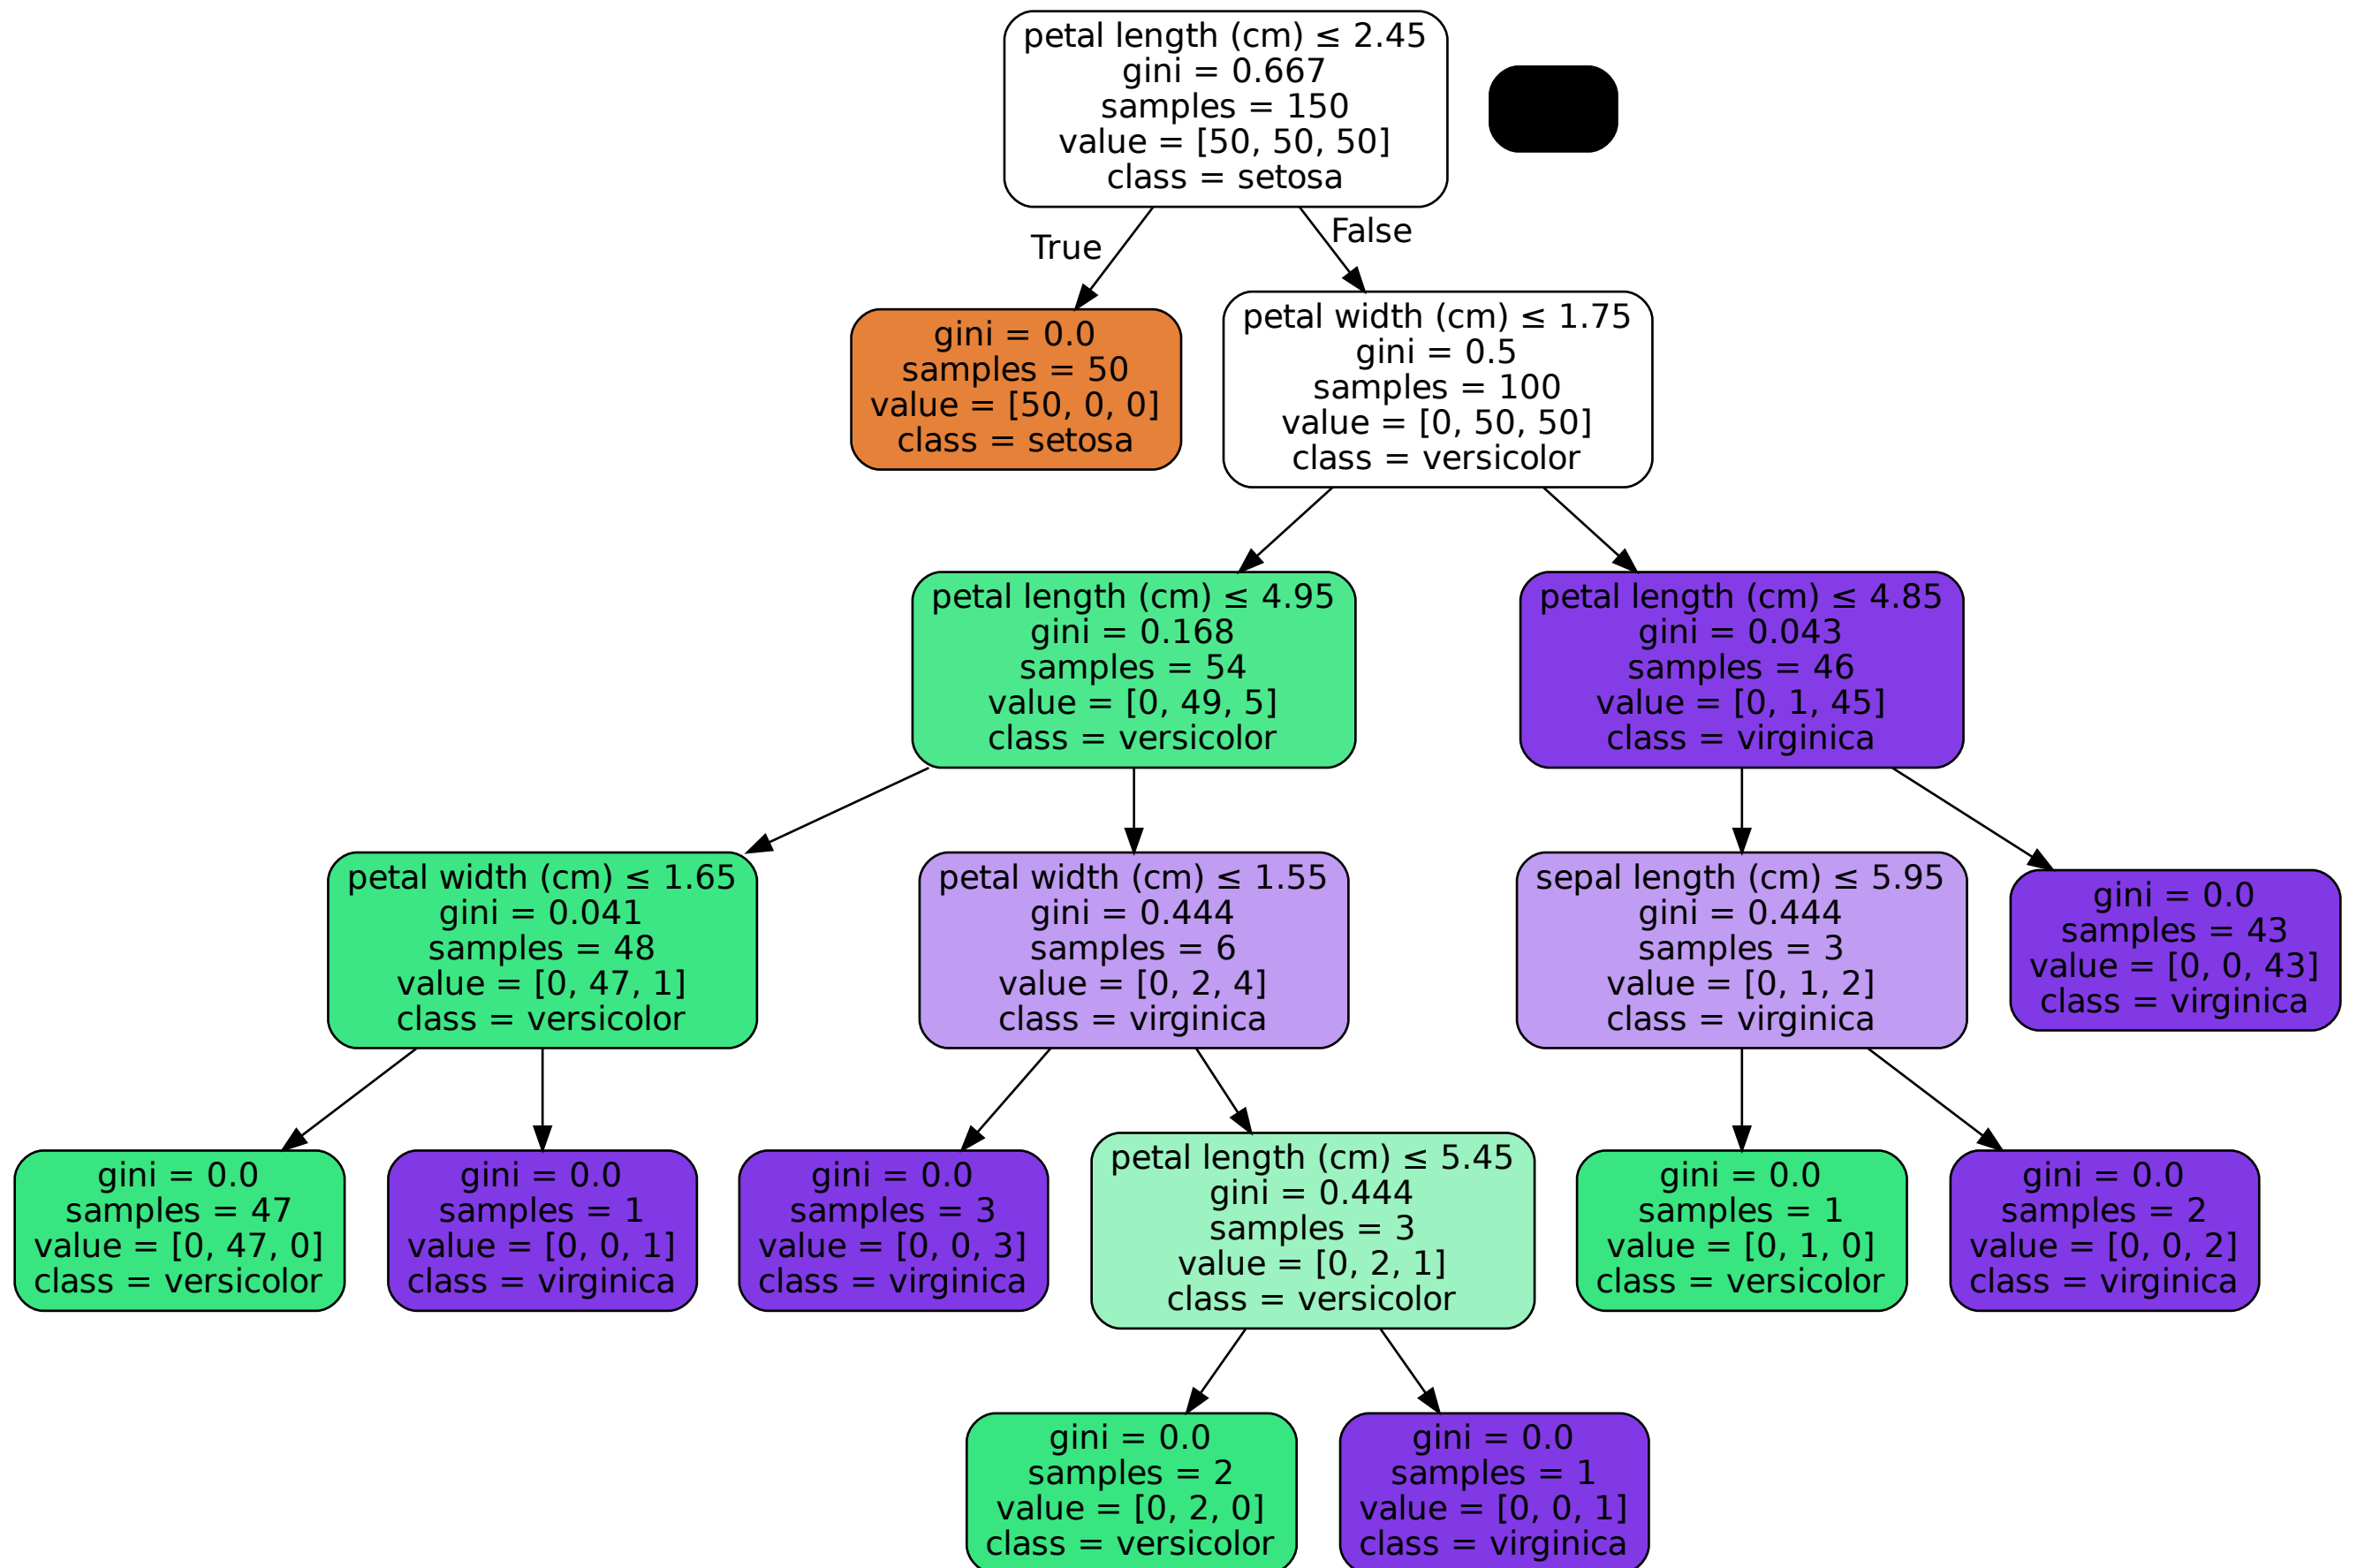 petal length (cm) ≤ 2.45
gini = 0.667
samples = 150
value = [50, 50, 50]
class = setosa
True
False
gini = 0.0
samples = 50
value = [50, 0, 0]
class = setosa
petal width (cm) ≤ 1.75
gini = 0.5
samples = 100
value = [0, 50, 50]
class = versicolor
petal length (cm) ≤ 4.95
gini = 0.168
samples = 54
value = [0, 49, 5]
class = versicolor
petal length (cm) ≤ 4.85
gini = 0.043
samples = 46
value = [0, 1, 45]
class = virginica
petal width (cm) ≤ 1.65
gini = 0.041
samples = 48
value = [0, 47, 1]
class = versicolor
petal width (cm) ≤ 1.55
gini = 0.444
samples = 6
value = [0, 2, 4]
class = virginica
sepal length (cm) ≤ 5.95
gini = 0.444
samples = 3
value = [0, 1, 2]
class = virginica
gini = 0.0
samples = 43
value = [0, 0, 43]
class = virginica
gini = 0.0
samples = 47
value = [0, 47, 0]
class = versicolor
gini = 0.0
samples = 1
value = [0, 0, 1]
class = virginica
gini = 0.0
samples = 3
value = [0, 0, 3]
class = virginica
petal length (cm) ≤ 5.45
gini = 0.444
samples = 3
value = [0, 2, 1]
class = versicolor
gini = 0.0
samples = 1
value = [0, 1, 0]
class = versicolor
gini = 0.0
samples = 2
value = [0, 0, 2]
class = virginica
gini = 0.0
samples = 2
value = [0, 2, 0]
class = versicolor
gini = 0.0
samples = 1
value = [0, 0, 1]
class = virginica